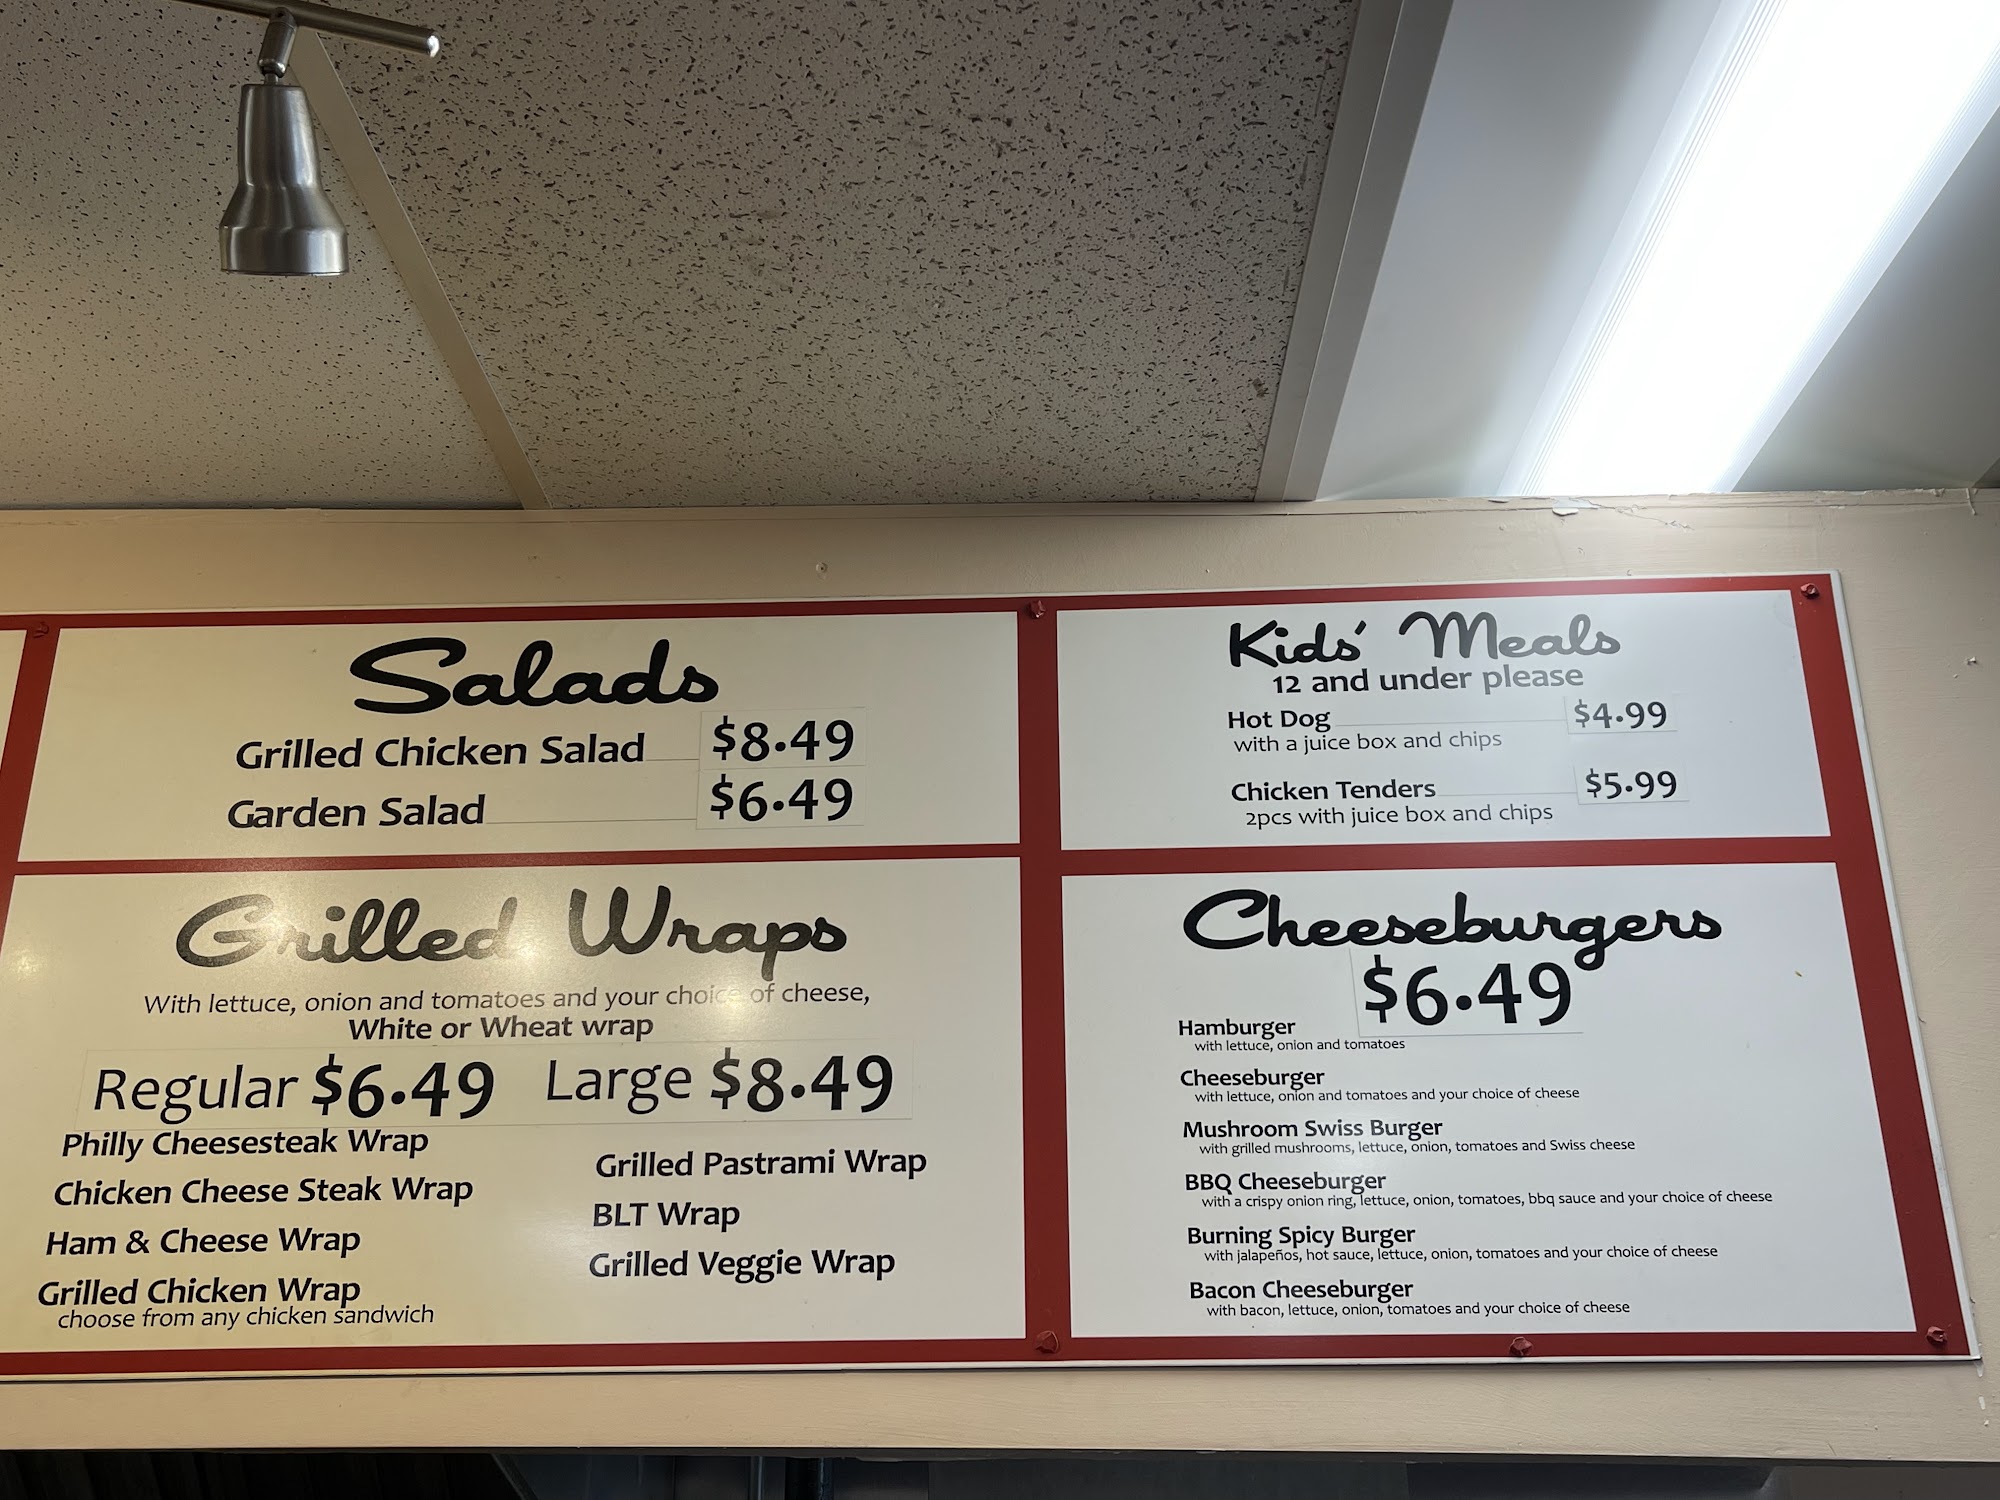 Salads
Grilled Chicken Salad $8.49
Garden Salad $6.49
Grilled Wraps
With lettuce, onion and tomatoes and your choice of cheese,
White or Wheat wrap
Regular $6.49 Large $8.49
Philly Cheesesteak Wrap
Chicken Cheese Steak Wrap
Ham & Cheese Wrap
Grilled Chicken Wrap
choose from any chicken sandwich
Grilled Pastrami Wrap
BLT Wrap
Grilled Veggie Wrap
Kids' Meals
12 and under please
Hot Dog $4.99
with a juice box and chips
Chicken Tenders $5.99
2pcs with juice box and chips
Cheeseburgers
$6.49
Hamburger
with lettuce, onion and tomatoes
Cheeseburger
with lettuce, onion and tomatoes and your choice of cheese
Mushroom Swiss Burger
with grilled mushrooms, lettuce, onion, tomatoes and Swiss cheese
BBQ Cheeseburger
with a crispy onion ring, lettuce, onion, tomatoes, bbq sauce and your choice of cheese
Burning Spicy Burger
with jalapeños, hot sauce, lettuce, onion, tomatoes and your choice of cheese
Bacon Cheeseburger
with bacon, lettuce, onion, tomatoes and your choice of cheese